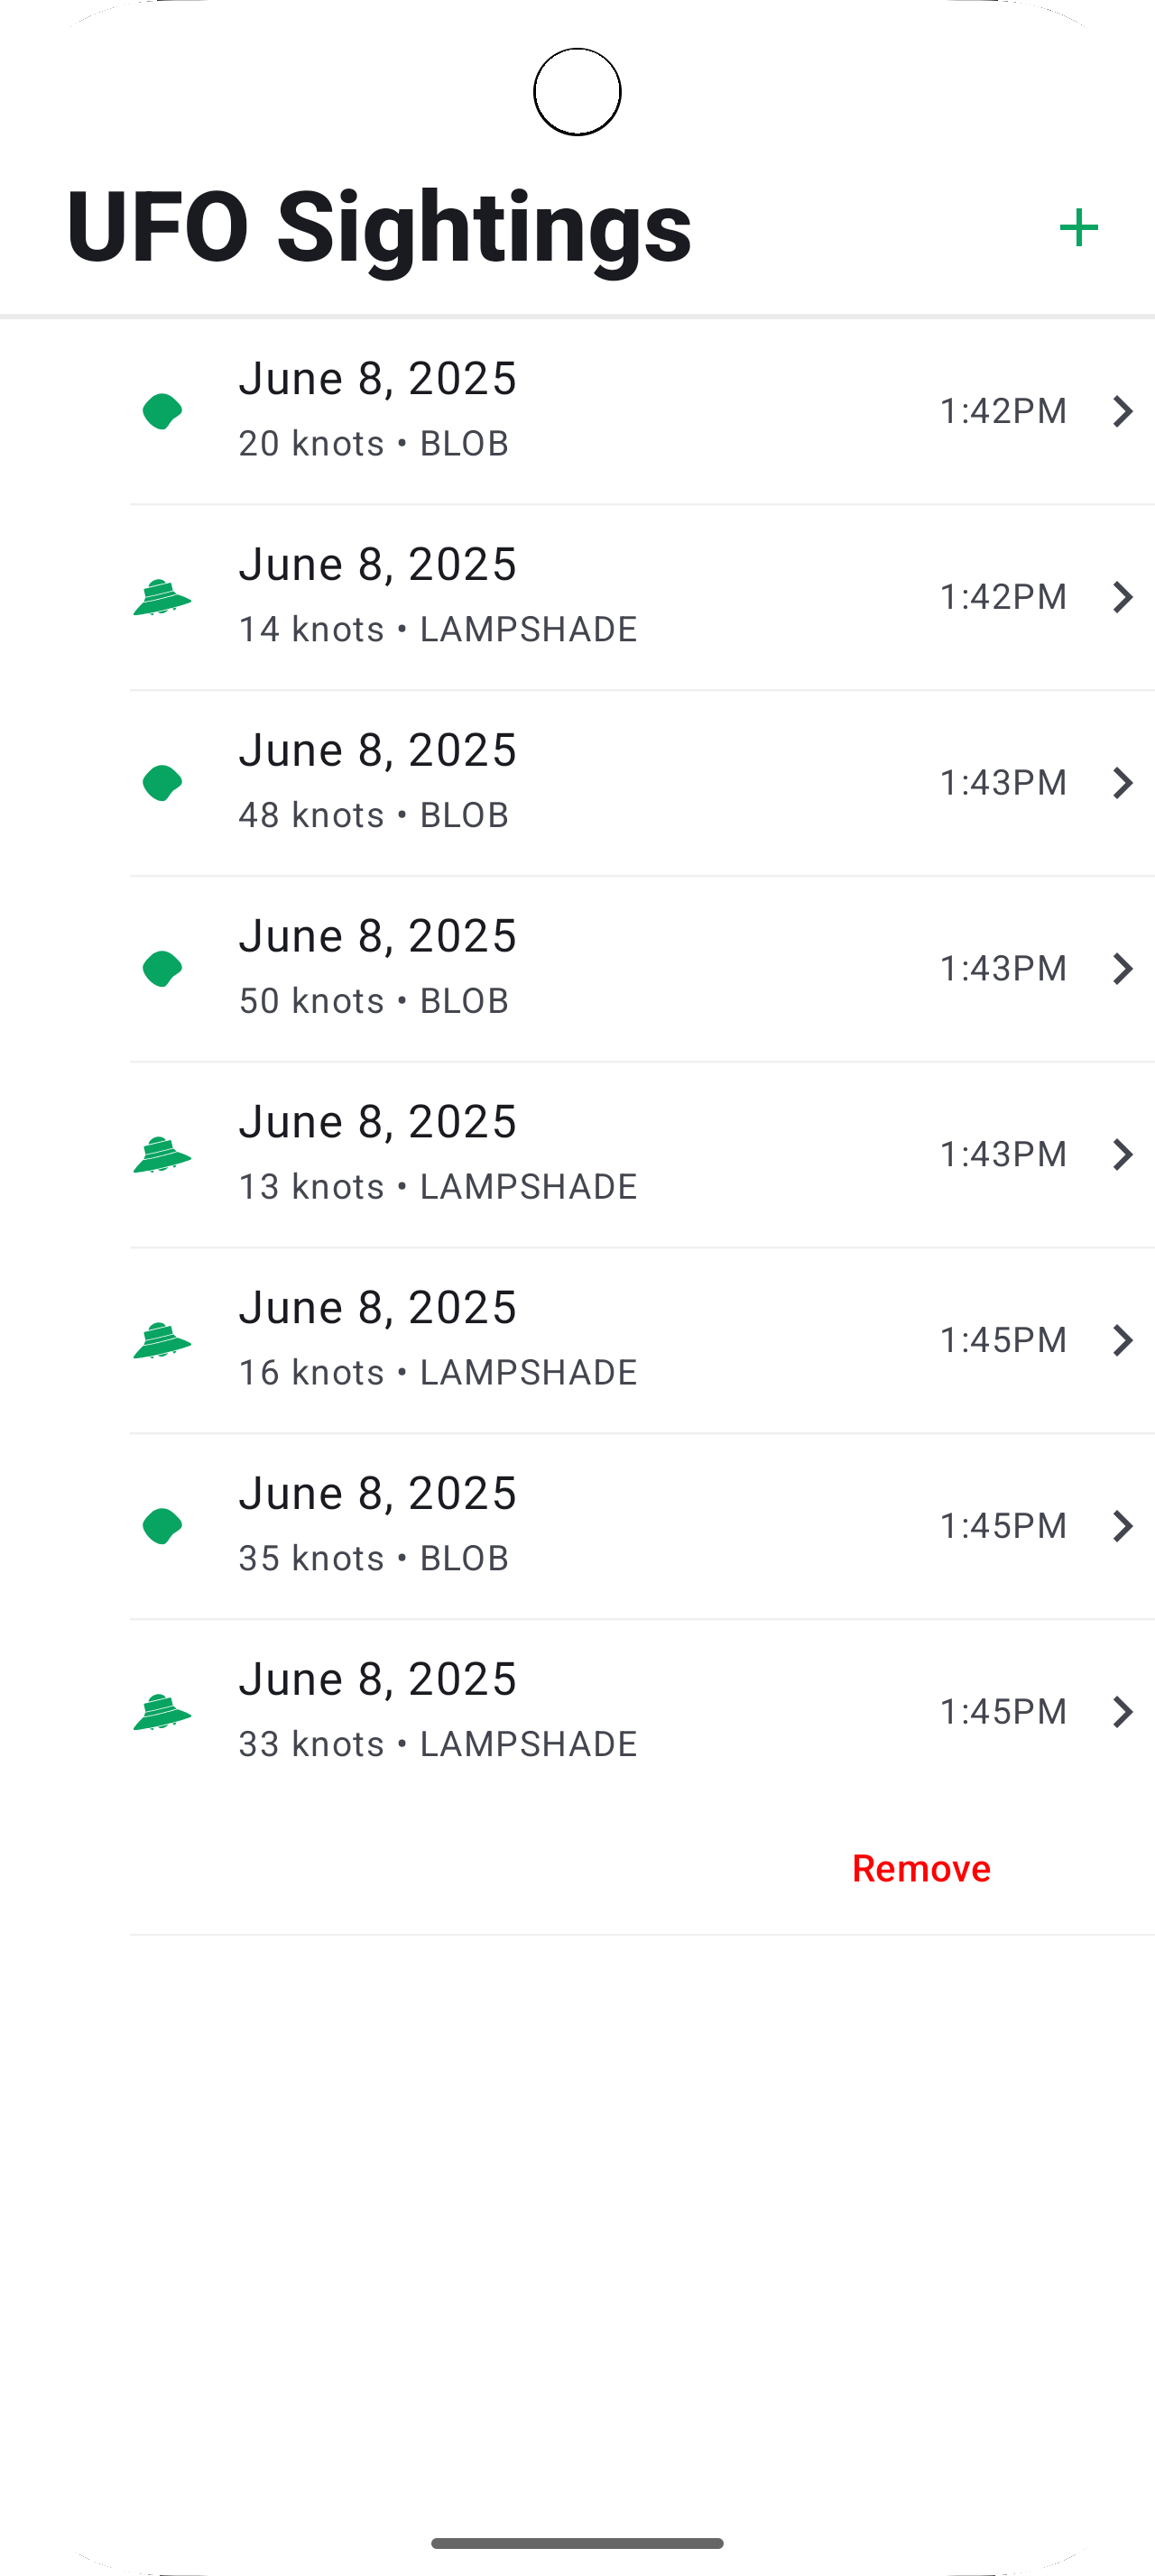 UFO Sightings
June 8, 2025
20 knots • BLOB
1:42PM
June 8, 2025
14 knots • LAMPSHADE
1:42PM
June 8, 2025
48 knots • BLOB
1:43PM
June 8, 2025
50 knots • BLOB
1:43PM
June 8, 2025
13 knots • LAMPSHADE
1:43PM
June 8, 2025
16 knots • LAMPSHADE
1:45PM
June 8, 2025
35 knots • BLOB
1:45PM
June 8, 2025
33 knots • LAMPSHADE
1:45PM
Remove